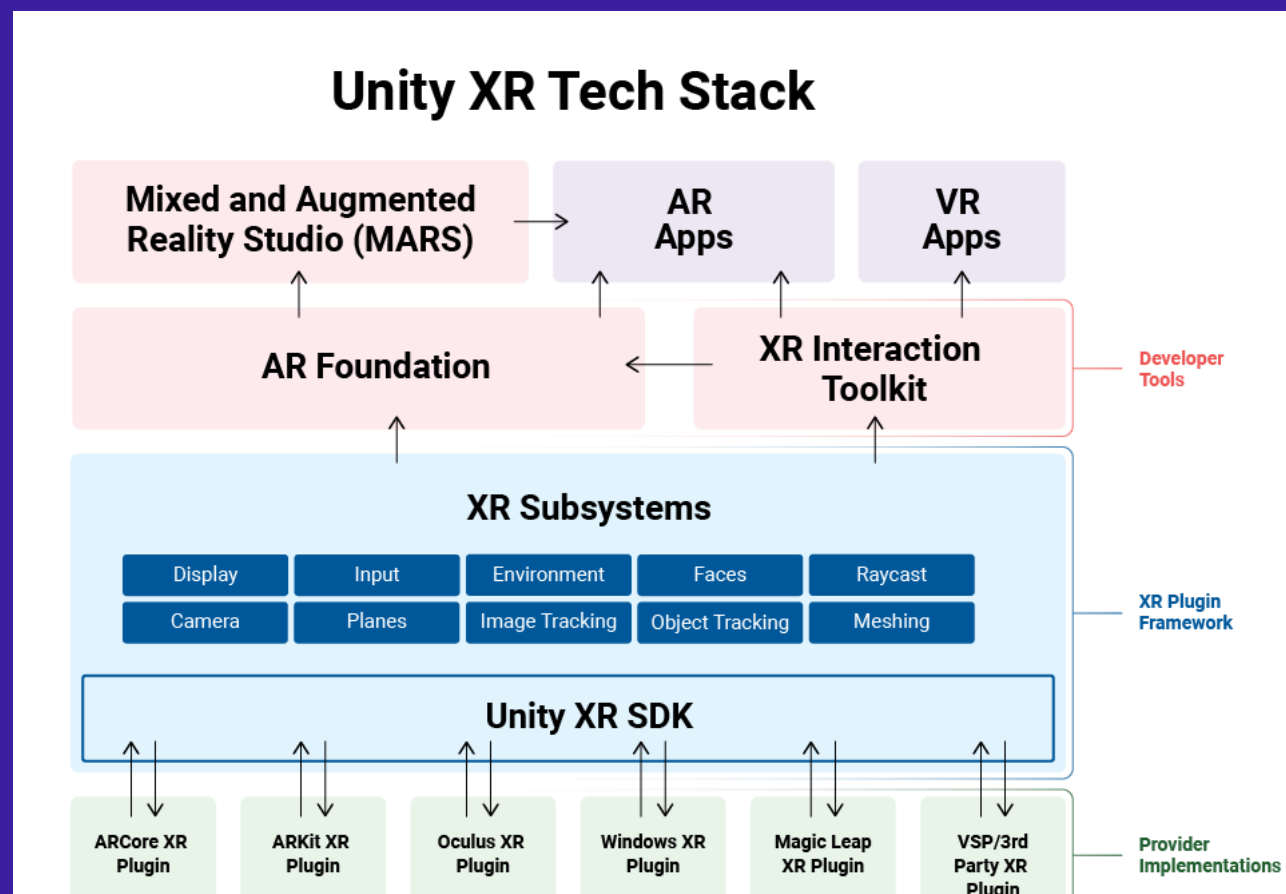 Unity XR Tech Stack
Mixed and Augmented
Reality Studio (MARS)
AR
Apps
VR
Apps
AR Foundation
XR Interaction
Toolkit
Developer
Tools
XR Subsystems
Display
Input
Environment
Faces
Raycast
Camera
Planes
Image Tracking
Object Tracking
Meshing
XR Plugin
Framework
Unity XR SDK
ARCore XR
Plugin
ARKit XR
Plugin
Oculus XR
Plugin
Windows XR
Plugin
Magic Leap
XR Plugin
VSP/3rd
Party XR
Plugin
Provider
Implementations